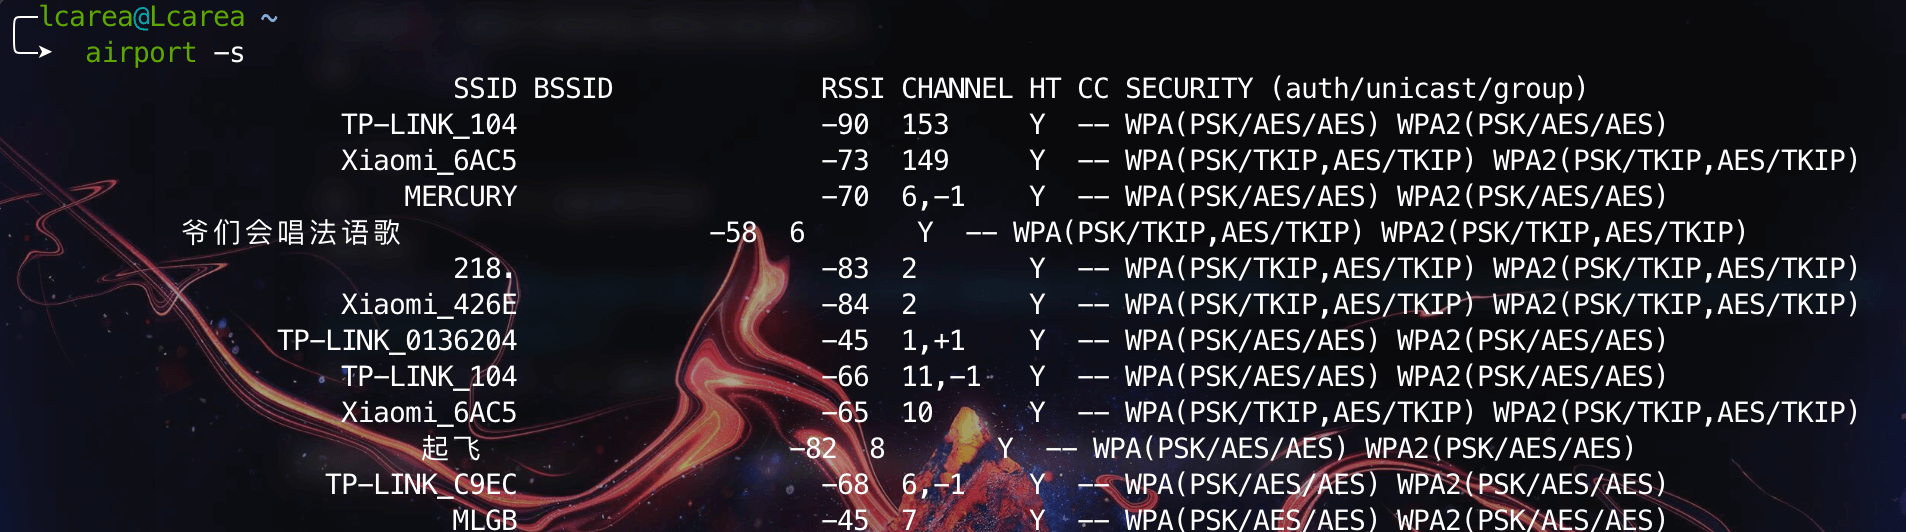 lcarea@Lcarea ~
airport -s
SSID BSSID RSSI CHANNEL HT CC SECURITY (auth/unicast/group)
TP-LINK_104 -90 153 Y -- WPA(PSK/AES/AES) WPA2(PSK/AES/AES)
Xiaomi_6AC5 -73 149 Y -- WPA(PSK/TKIP,AES/TKIP) WPA2(PSK/TKIP,AES/TKIP)
MERCURY -70 6,-1 Y -- WPA(PSK/AES/AES) WPA2(PSK/AES/AES)
爷们会唱法语歌 -58 6 Y -- WPA(PSK/TKIP,AES/TKIP) WPA2(PSK/TKIP,AES/TKIP)
218. -83 2 Y -- WPA(PSK/TKIP,AES/TKIP) WPA2(PSK/TKIP,AES/TKIP)
Xiaomi_426E -84 2 Y -- WPA(PSK/TKIP,AES/TKIP) WPA2(PSK/TKIP,AES/TKIP)
TP-LINK_0136204 -45 1,+1 Y -- WPA(PSK/AES/AES) WPA2(PSK/AES/AES)
TP-LINK_104 -66 11,-1 Y -- WPA(PSK/AES/AES) WPA2(PSK/AES/AES)
Xiaomi_6AC5 -65 10 Y -- WPA(PSK/TKIP,AES/TKIP) WPA2(PSK/TKIP,AES/TKIP)
起飞 -82 8 Y -- WPA(PSK/AES/AES) WPA2(PSK/AES/AES)
TP-LINK_C9EC -68 6,-1 Y -- WPA(PSK/AES/AES) WPA2(PSK/AES/AES)
MLGB -45 7 Y -- WPA(PSK/AES/AES) WPA2(PSK/AES/AES)